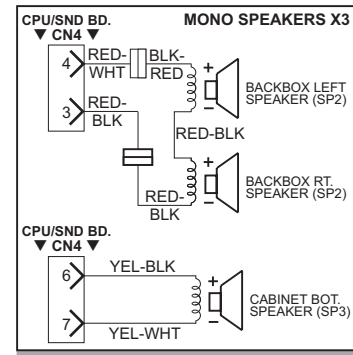 CPU/SND BD.
MONO SPEAKERS X3
▼ CN4 ▼
4
RED-
WHT
BLK-
RED
+
–
BACKBOX LEFT
SPEAKER (SP2)
3
RED-
BLK
RED-BLK
+
–
BACKBOX RT.
SPEAKER (SP2)
RED-
BLK
CPU/SND BD.
▼ CN4 ▼
6
YEL-BLK
+
–
CABINET BOT.
SPEAKER (SP3)
7
YEL-WHT